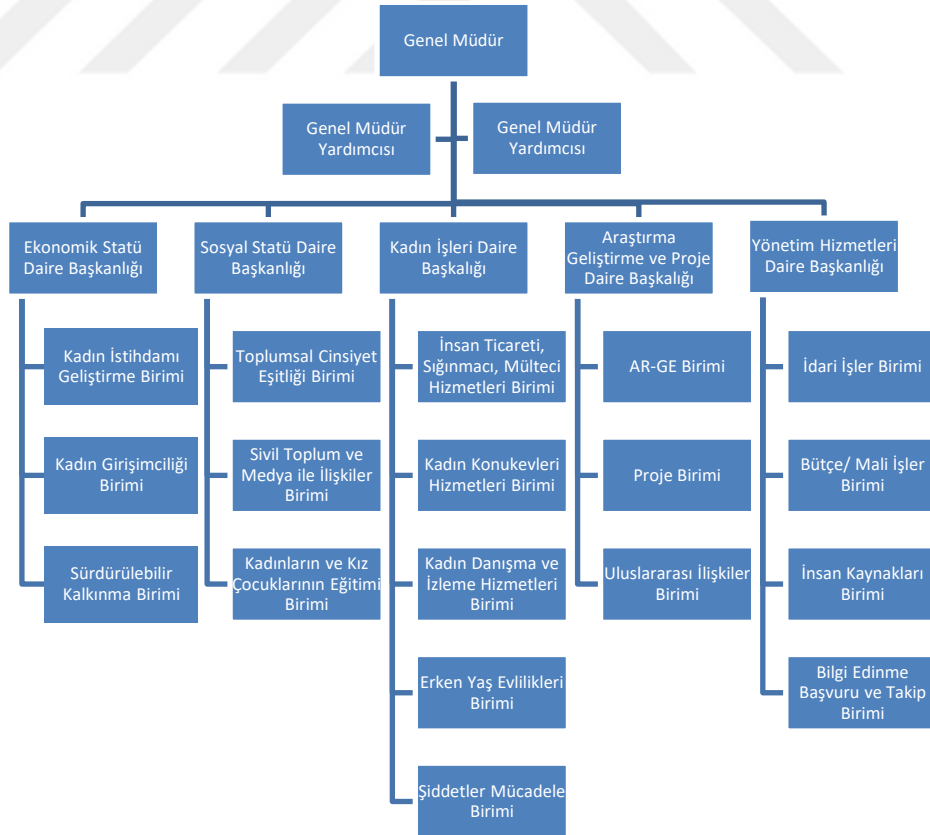 Genel Müdür
Genel Müdür
Yardımcısı
Genel Müdür
Yardımcısı
Ekonomik Statü
Daire Başkanlığı
Kadın İstihdamı
Geliştirme Birimi
Kadın Girişimciliği
Birimi
Sürdürülebilir
Kalkınma Birimi
Sosyal Statü Daire
Başkanlığı
Toplumsal Cinsiyet
Eşitliği Birimi
Sivil Toplum ve
Medya ile İlişkiler
Birimi
Kadınların ve Kız
Çocuklarının Eğitimi
Birimi
Kadın İşleri Daire
Başkalığı
İnsan Ticareti,
Sığınmacı, Mülteci
Hizmetleri Birimi
Kadın Konukevleri
Hizmetleri Birimi
Kadın Danışma ve
İzleme Hizmetleri
Birimi
Erken Yaş Evlilikleri
Birimi
Şiddetler Mücadele
Birimi
Araştırma
Geliştirme ve Proje
Daire Başkalığı
AR-GE Birimi
Proje Birimi
Uluslararası İlişkiler
Birimi
Yönetim Hizmetleri
Daire Başkanlığı
İdari İşler Birimi
Bütçe/ Mali İşler
Birimi
İnsan Kaynakları
Birimi
Bilgi Edinme
Başvuru ve Takip
Birimi